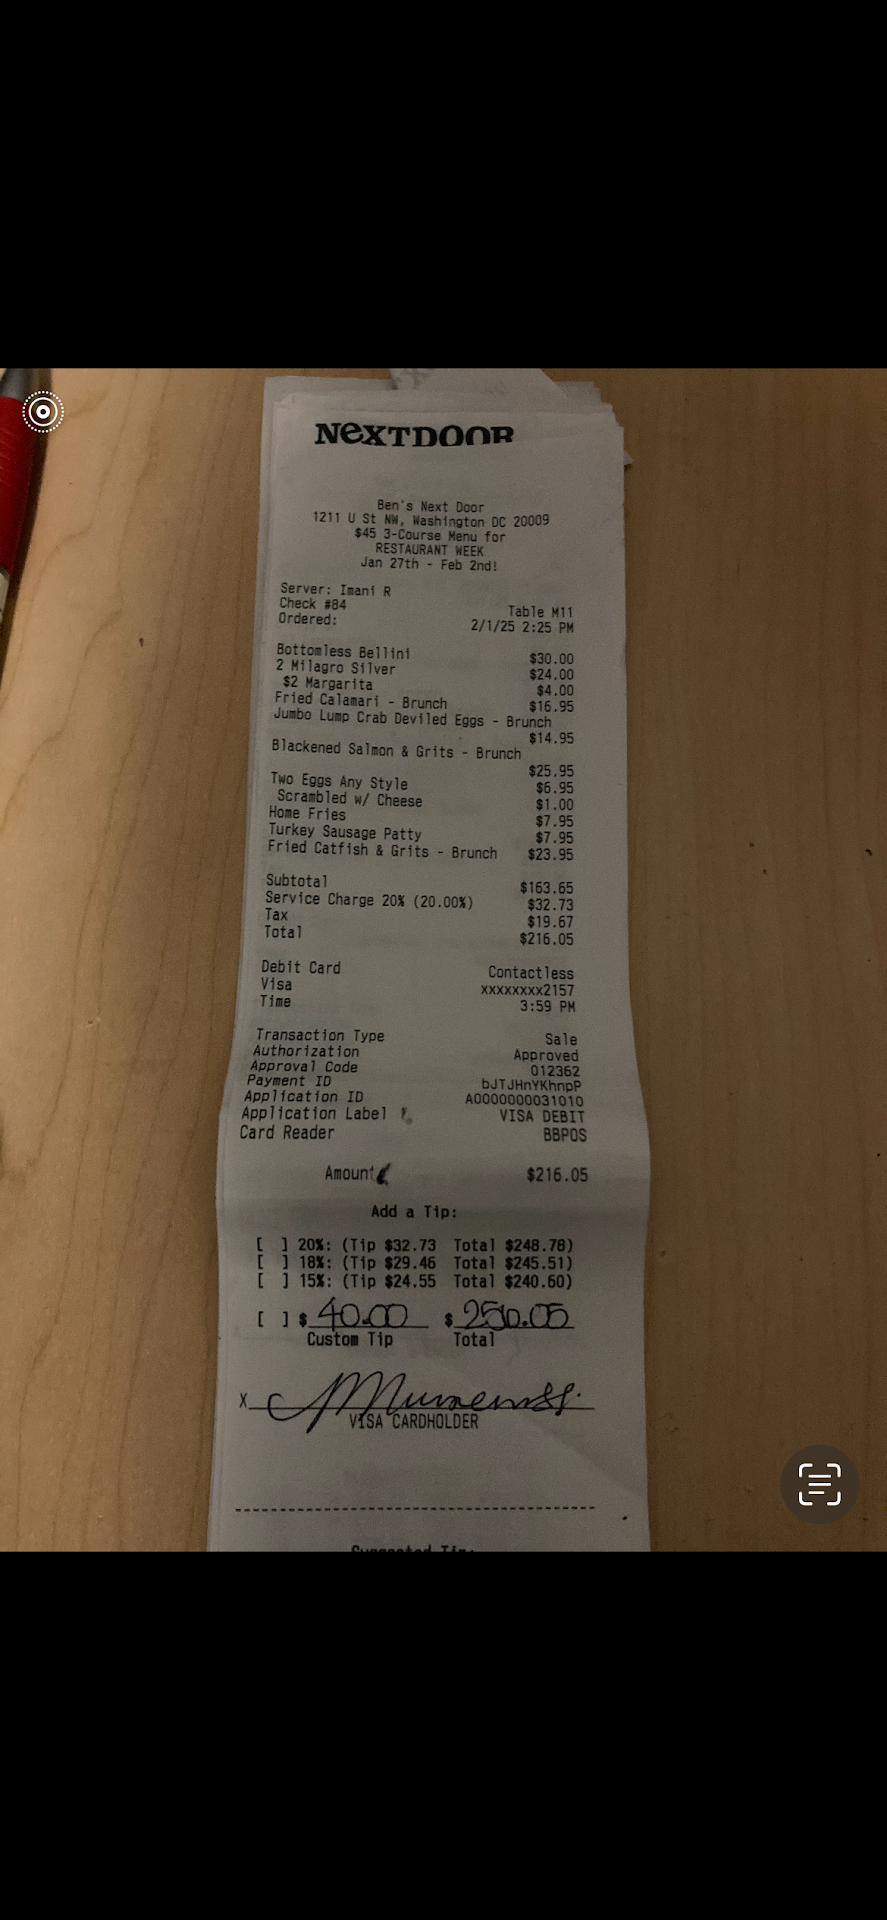 NEXTDOOR
Ben's Next Door
1211 U St NW, Washington DC 20009
$45 3-Course Menu for
RESTAURANT WEEK
Jan 27th - Feb 2nd!
Server: Imani R
Check #84 Table M11
Ordered: 2/1/25 2:25 PM
Bottomless Bellini $30.00
2 Milagro Silver $24.00
$2 Margarita $4.00
Fried Calamari - Brunch $16.95
Jumbo Lump Crab Deviled Eggs - Brunch
$14.95
Blackened Salmon & Grits - Brunch
$25.95
Two Eggs Any Style $6.95
Scrambled w/ Cheese $1.00
Home Fries $7.95
Turkey Sausage Patty $7.95
Fried Catfish & Grits - Brunch $23.95
Subtotal $163.65
Service Charge 20% (20.00%) $32.73
Tax $19.67
Total $216.05
Debit Card Contactless
Visa xxxxxxxx2157
Time 3:59 PM
Transaction Type Sale
Authorization Approved
Approval Code 012362
Payment ID bJTJHnYKhnpP
Application ID A0000000031010
Application Label VISA DEBIT
Card Reader BBPOS
Amount $216.05
Add a Tip:
[ ] 20%: (Tip $32.73 Total $248.78)
[ ] 18%: (Tip $29.46 Total $245.51)
[ ] 15%: (Tip $24.55 Total $240.60)
[ ] $ 40.00 $
Custom Tip Total
X
VISA CARDHOLDER
Suggested Tip: